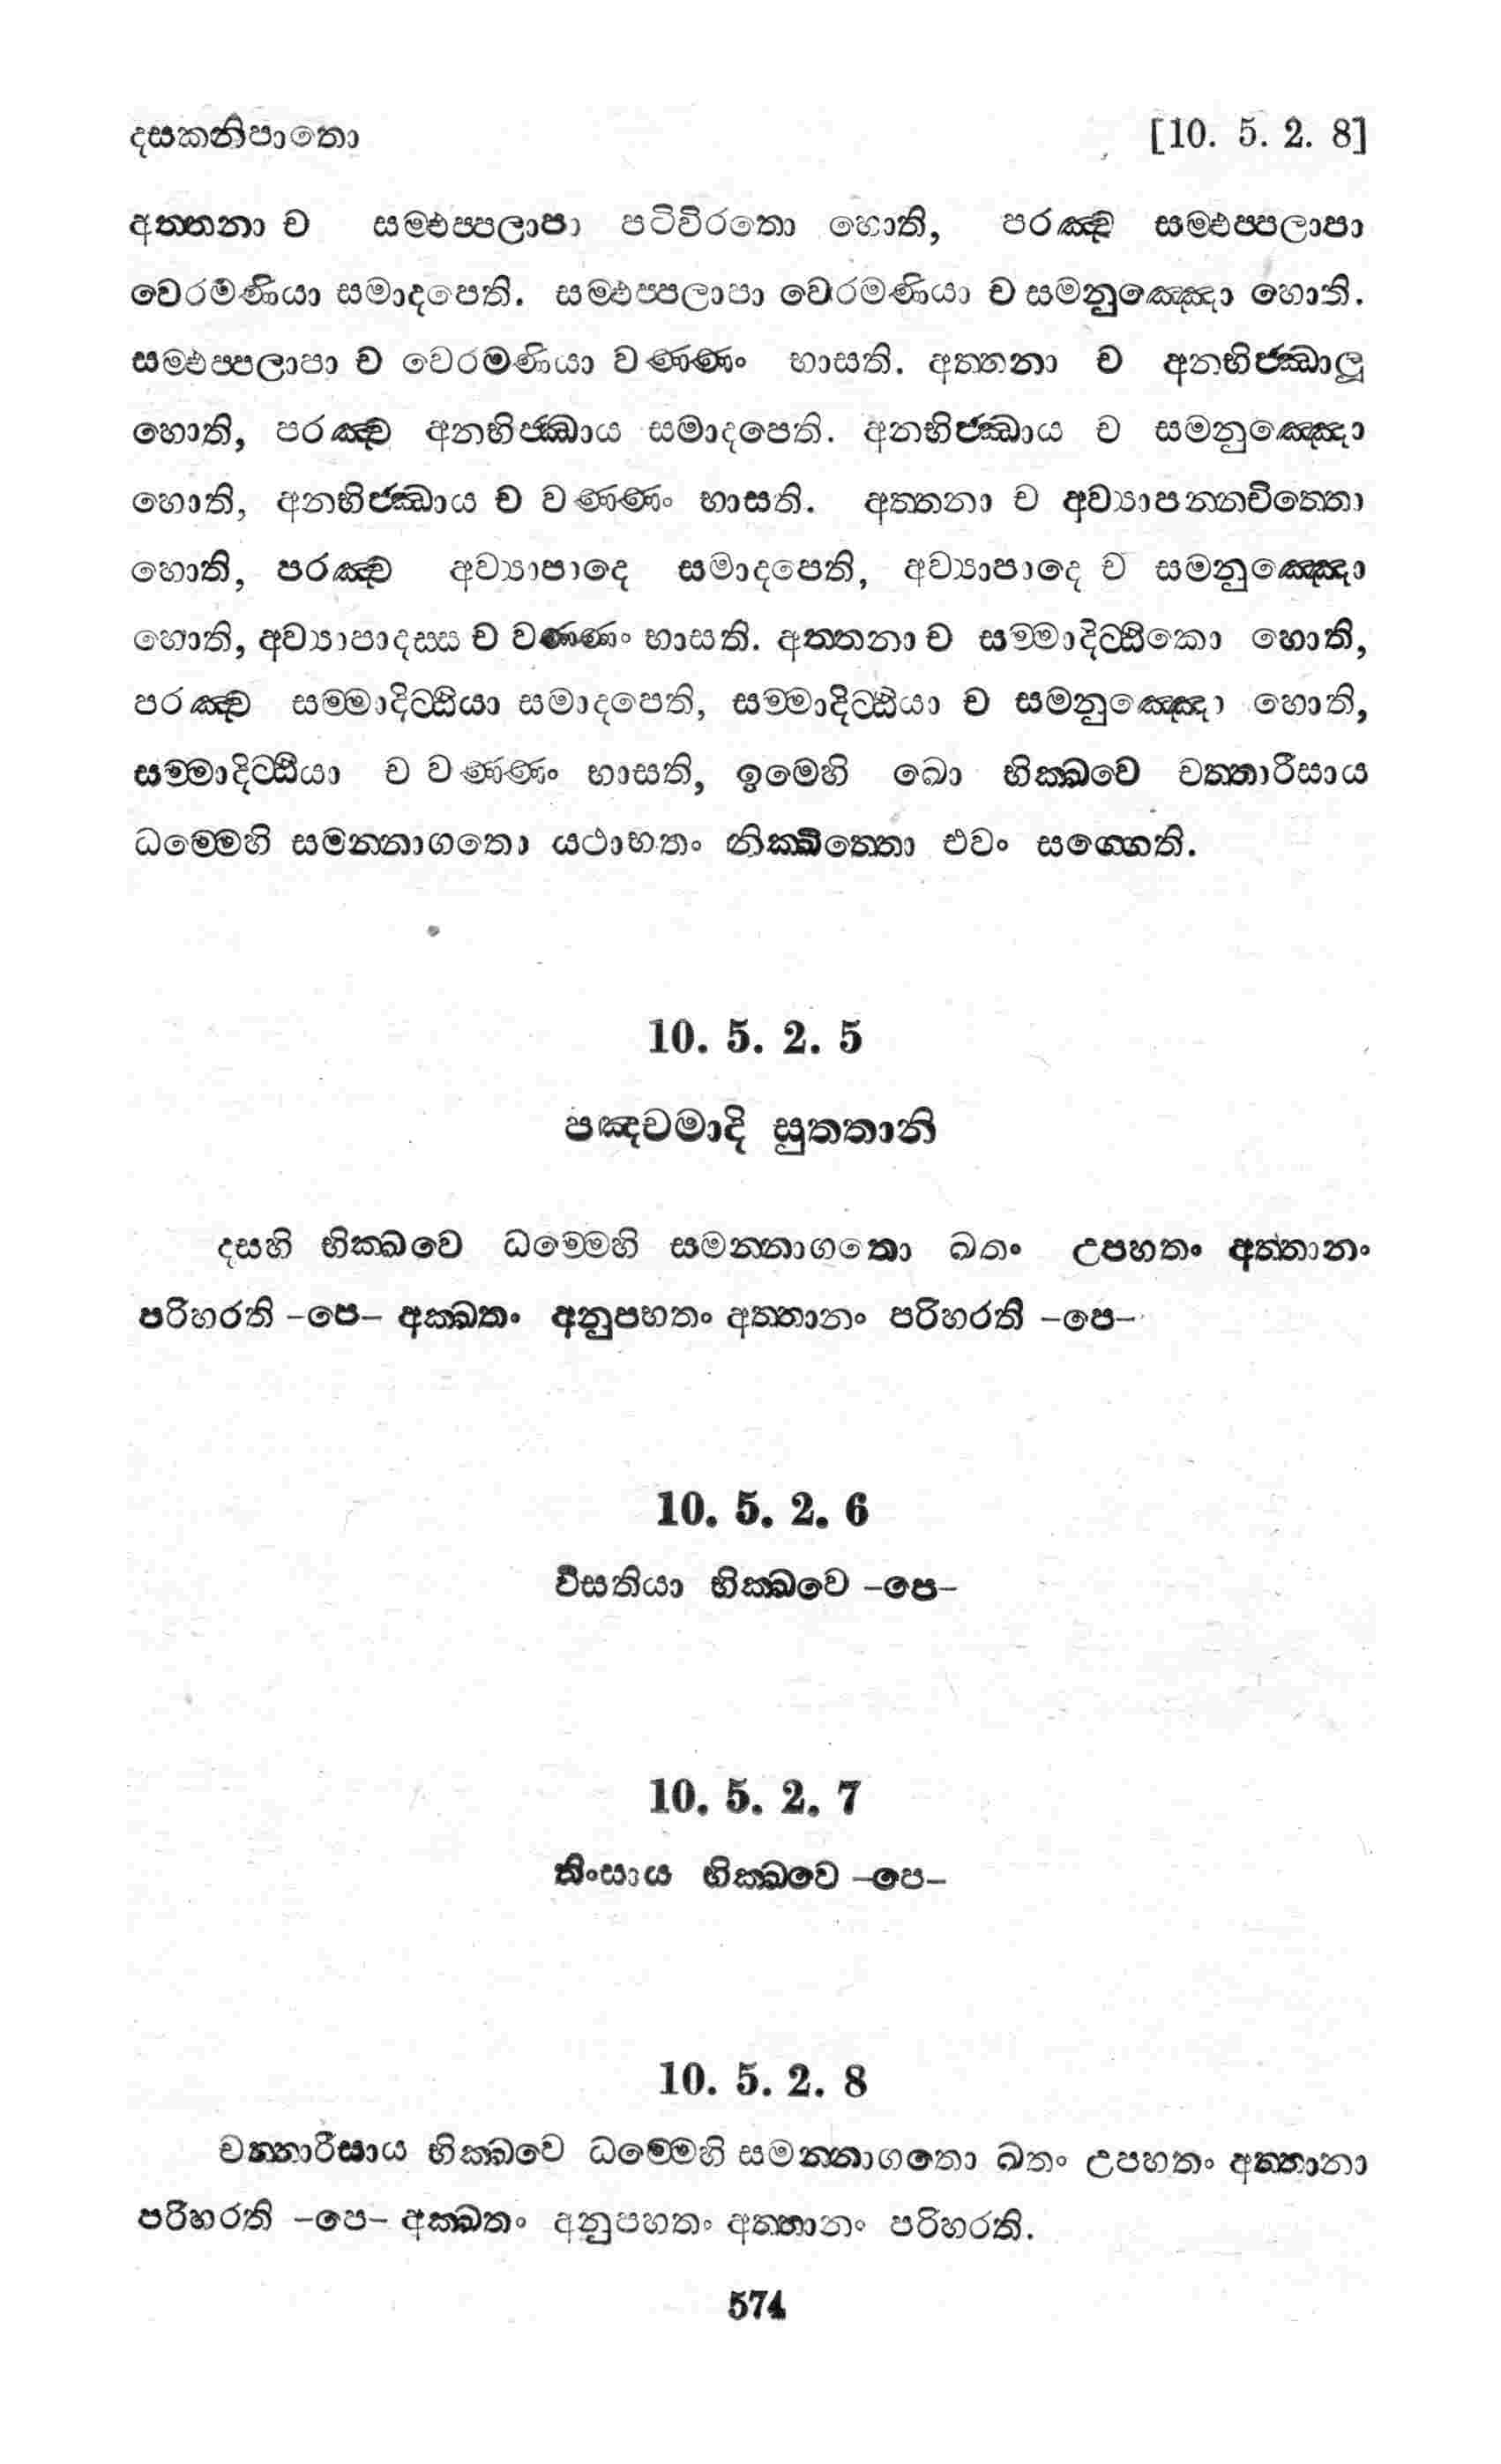 දසකනිපාතො [10. 5. 2. 8]
අත්තනා ච සම්ඵප්පලාපා පටිවිරතො හොති, පරඤ්ච සම්ඵප්පලාපා
වෙරමණියා සමාදපෙති. සම්ඵප්පලාපා වෙරමණියා ච සමනුඤ්ඤො හොති.
සම්ඵප්පලාපා ච වෙරමණියා වණ්ණං භාසති. අත්තනා ච අනභිජ්ඣාලූ
හොති, පරඤ්ච අනභිජ්ඣාය සමාදපෙති. අනභිජ්ඣාය ච සමනුඤ්ඤො
හොති, අනභිජ්ඣාය ච වණ්ණං භාසති. අත්තනා ච අව්‍යාපන්නචිත්තො
හොති, පරඤ්ච අව්‍යාපාදෙ සමාදපෙති, අව්‍යාපාදෙ ච සමනුඤ්ඤො
හොති, අව්‍යාපාදස්ස ච වණ්ණං භාසති. අත්තනා ච සම්මාදිට්ඨිකො හොති,
පරඤ්ච සම්මාදිට්ඨියා සමාදපෙති, සම්මාදිට්ඨියා ච සමනුඤ්ඤො හොති,
සම්මාදිට්ඨියා ච වණ්ණං භාසති, ඉමෙහි ඛො භික්ඛවෙ චත්තාරීසාය
ධම්මෙහි සමන්නාගතො යථාභතං නික්ඛිත්තො එවං සග්ගෙති.
10. 5. 2. 5
පඤ්චමාදි සුතතානි
දසහි භික්ඛවෙ ධම්මෙහි සමන්නාගතො ඛතං උපහතං අත්තානං
පරිහරති -පෙ- අක්ඛතං අනුපහතං අත්තානං පරිහරති -පෙ-
10. 5. 2. 6
වීසතියා භික්ඛවෙ -පෙ-
10. 5. 2. 7
තිංසාය භික්ඛවෙ -පෙ-
10. 5. 2. 8
චත්තාරීසාය භික්ඛවෙ ධම්මෙහි සමන්නාගතො ඛතං උපහතං අත්තානා
පරිහරති -පෙ- අක්ඛතං අනුපහතං අත්තානං පරිහරති.
574